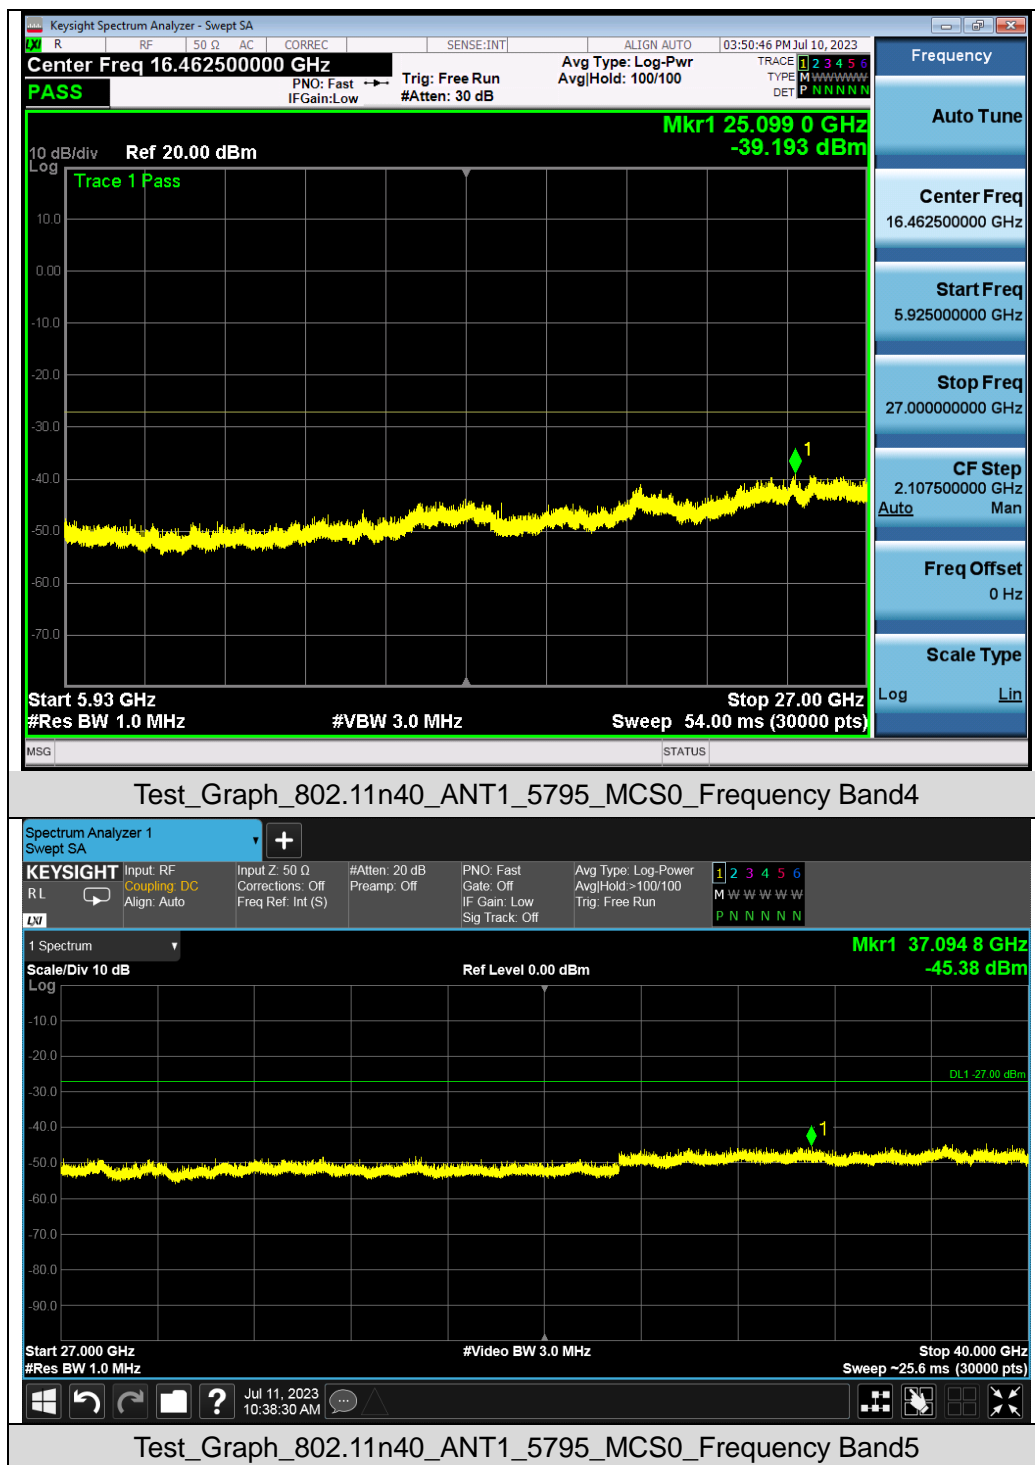 Keysight Spectrum Analyzer - Swept SA
LXI R RF 50 Ω AC CORREC SENSE:INT ALIGN AUTO 03:50:46 PM Jul 10, 2023
Center Freq 16.462500000 GHz
PASS
PNO: Fast
IFGain:Low
Trig: Free Run
#Atten: 30 dB
Avg Type: Log-Pwr
Avg|Hold: 100/100
TRACE 1 2 3 4 5 6
TYPE M W W W W W
DET P N N N N N
Mkr1 25.099 0 GHz
-39.193 dBm
10 dB/div Ref 20.00 dBm
Log
Trace 1 Pass
10.0
0.00
-10.0
-20.0
-30.0
-40.0
-50.0
-60.0
-70.0
1
Start 5.93 GHz Stop 27.00 GHz
#Res BW 1.0 MHz #VBW 3.0 MHz Sweep 54.00 ms (30000 pts)
MSG STATUS
Frequency
Auto Tune
Center Freq
16.462500000 GHz
Start Freq
5.925000000 GHz
Stop Freq
27.000000000 GHz
CF Step
2.107500000 GHz
Auto Man
Freq Offset
0 Hz
Scale Type
Log Lin
Test_Graph_802.11n40_ANT1_5795_MCS0_Frequency Band4
Spectrum Analyzer 1
Swept SA
+
KEYSIGHT
RL
LXI
Input: RF
Coupling: DC
Align: Auto
Input Z: 50 Ω
Corrections: Off
Freq Ref: Int (S)
#Atten: 20 dB
Preamp: Off
PNO: Fast
Gate: Off
IF Gain: Low
Sig Track: Off
Avg Type: Log-Power
Avg|Hold:>100/100
Trig: Free Run
1 2 3 4 5 6
M W W W W W
P N N N N N
1 Spectrum
Mkr1 37.094 8 GHz
Scale/Div 10 dB Ref Level 0.00 dBm -45.38 dBm
Log
-10.0
-20.0
DL1 -27.00 dBm
-30.0
-40.0
1
-50.0
-60.0
-70.0
-80.0
-90.0
Start 27.000 GHz #Video BW 3.0 MHz Stop 40.000 GHz
#Res BW 1.0 MHz Sweep ~25.6 ms (30000 pts)
?
Jul 11, 2023
10:38:30 AM
Test_Graph_802.11n40_ANT1_5795_MCS0_Frequency Band5